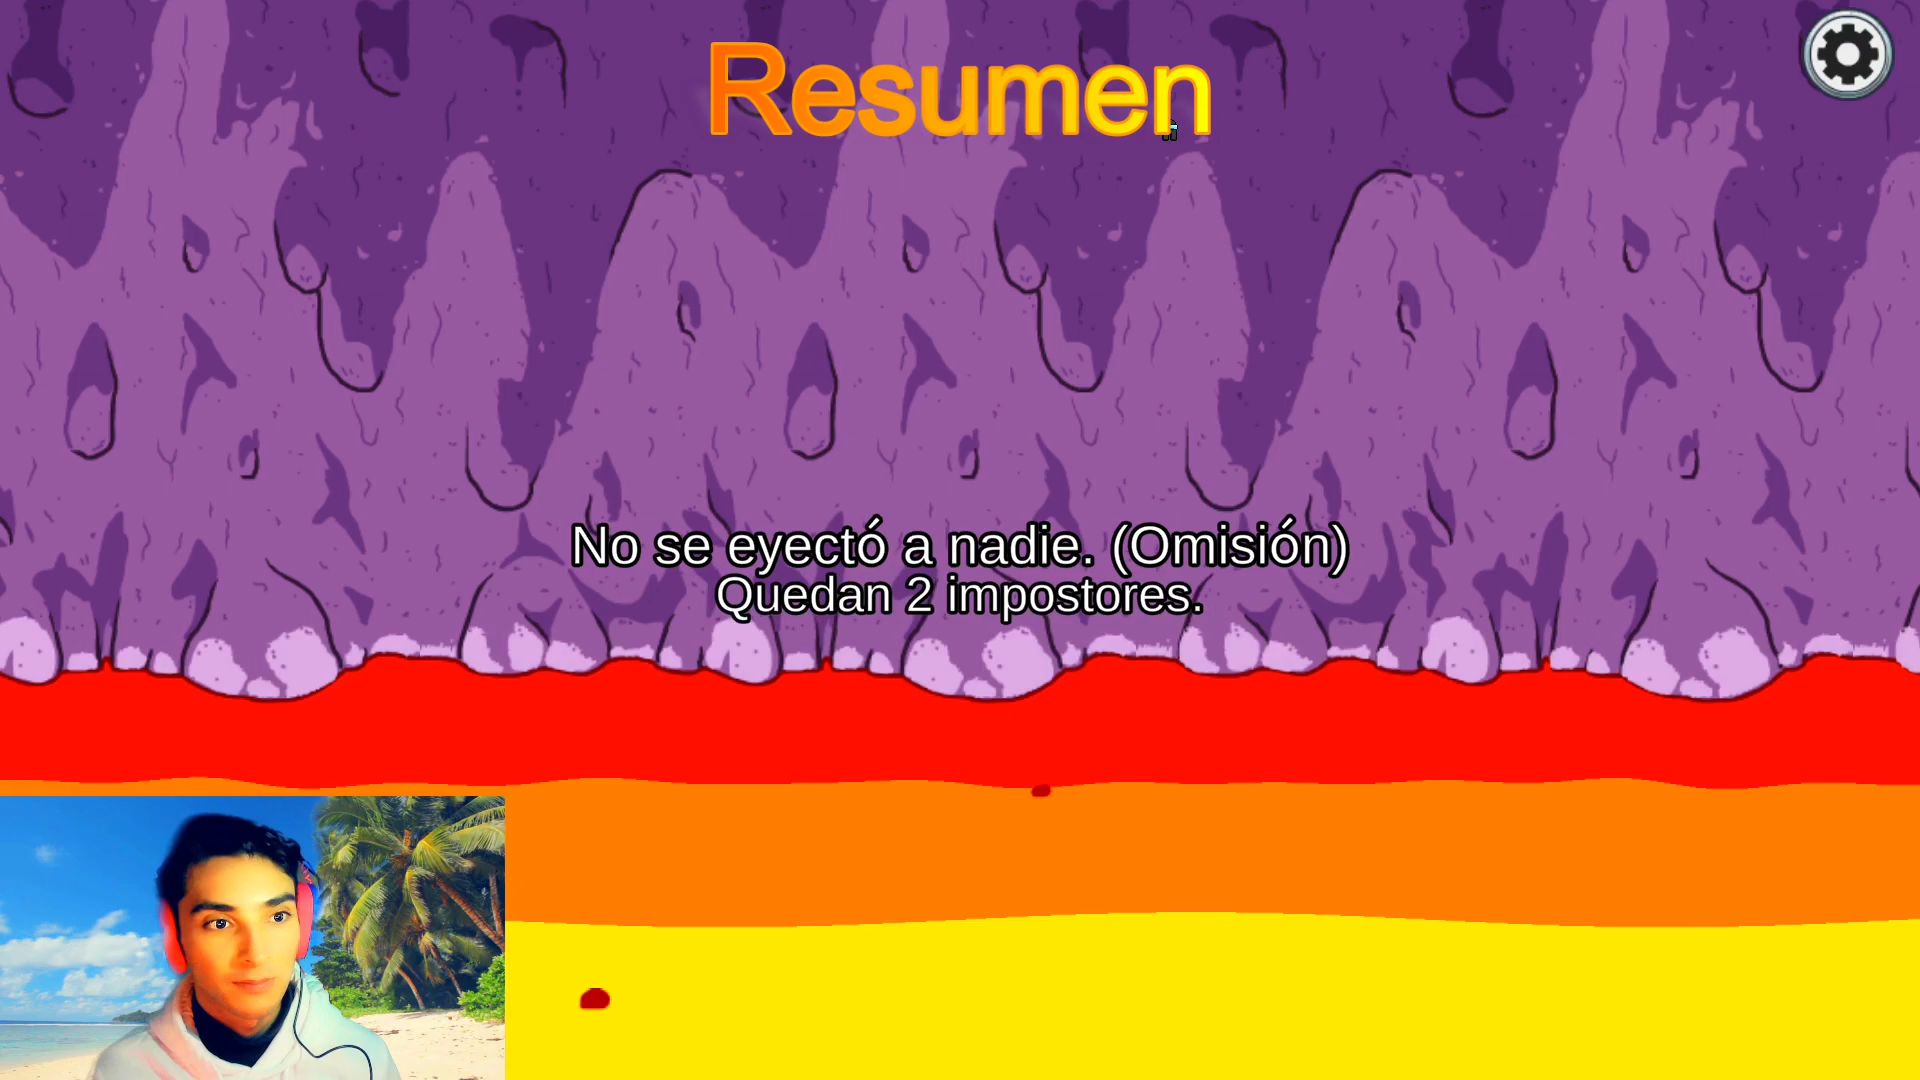 Resumen
No se eyectó a nadie. (Omisión)
Quedan 2 impostores.